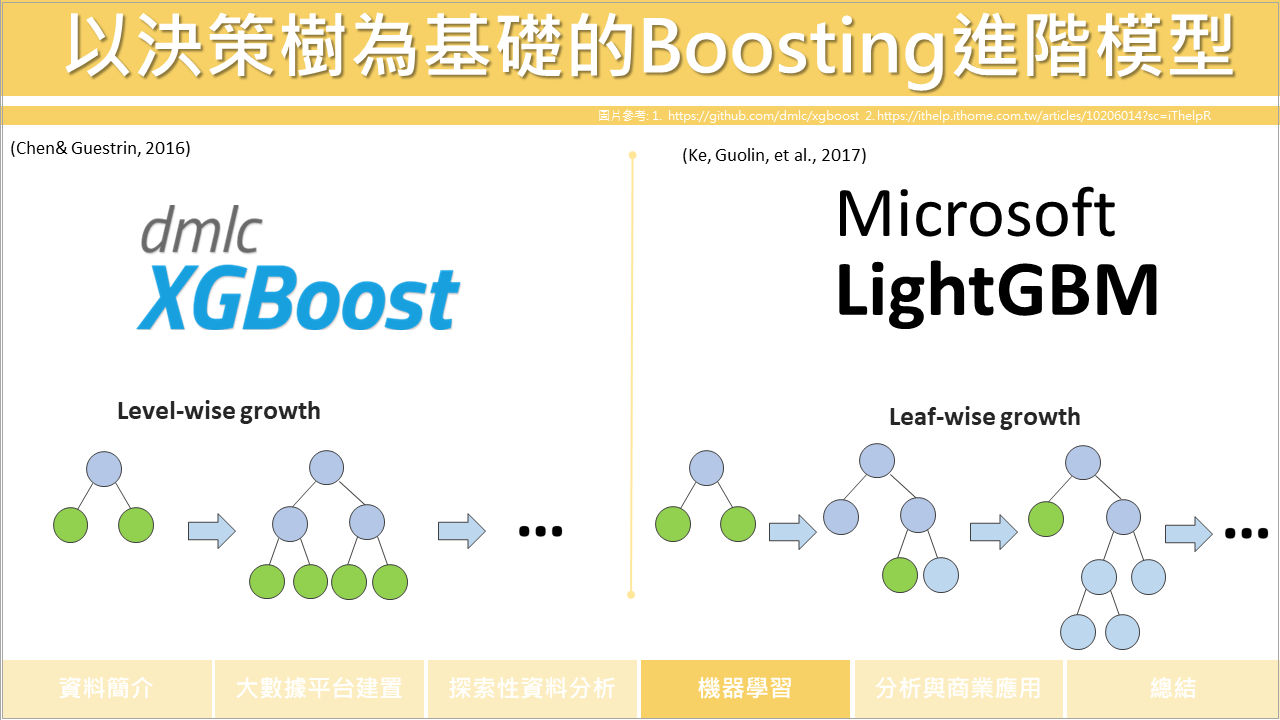 以決策樹為基礎的Boosting進階模型
圖片參考: 1. https://github.com/dmlc/xgboost 2. https://ithelp.ithome.com.tw/articles/10206014?sc=iThelpR
(Chen& Guestrin, 2016)
dmlc
XGBoost
Level-wise growth
...
(Ke, Guolin, et al., 2017)
Microsoft
LightGBM
Leaf-wise growth
...
資料簡介
大數據平台建置
探索性資料分析
機器學習
分析與商業應用
總結